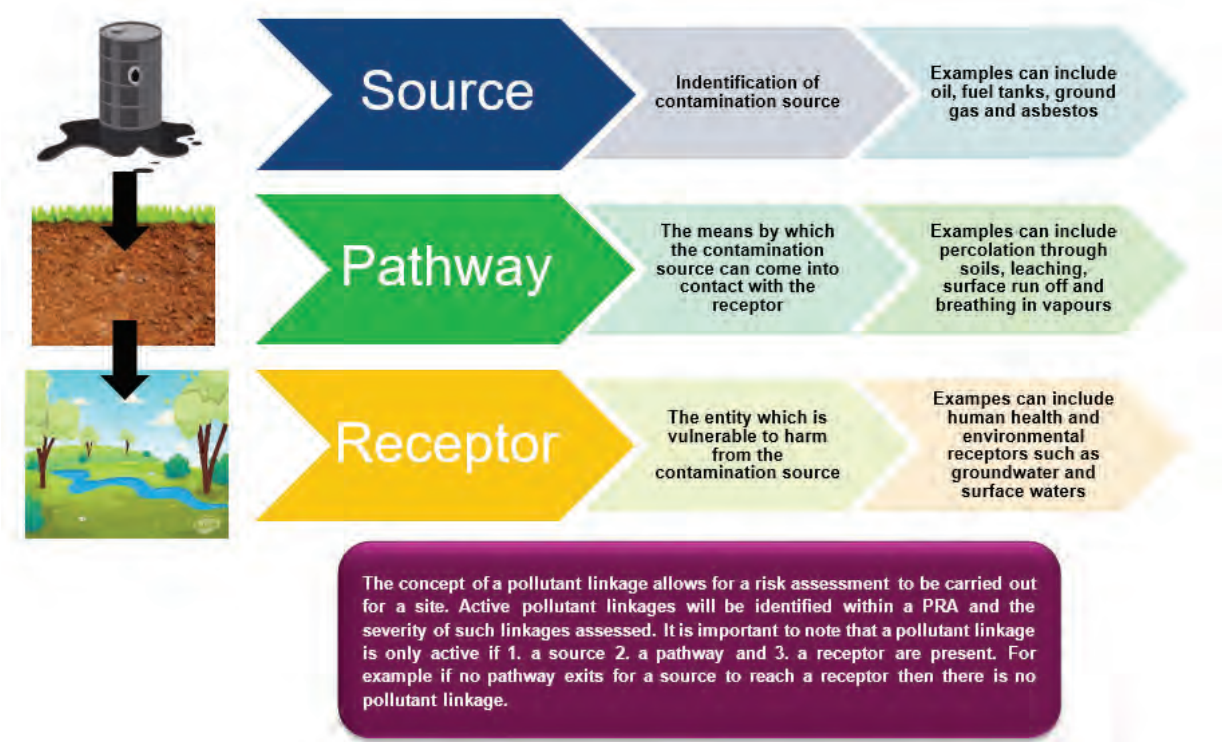 Source
Indentification of
contamination source
Examples can include
oil, fuel tanks, ground
gas and asbestos
Pathway
The means by which
the contamination
source can come into
contact with the
receptor
Examples can include
percolation through
soils, leaching,
surface run off and
breathing in vapours
Receptor
The entity which is
vulnerable to harm
from the
contamination source
Exampes can include
human health and
environmental
receptors such as
groundwater and
surface waters
The concept of a pollutant linkage allows for a risk assessment to be carried out
for a site. Active pollutant linkages will be identified within a PRA and the
severity of such linkages assessed. It is important to note that a pollutant linkage
is only active if 1. a source 2. a pathway and 3. a receptor are present. For
example if no pathway exits for a source to reach a receptor then there is no
pollutant linkage.